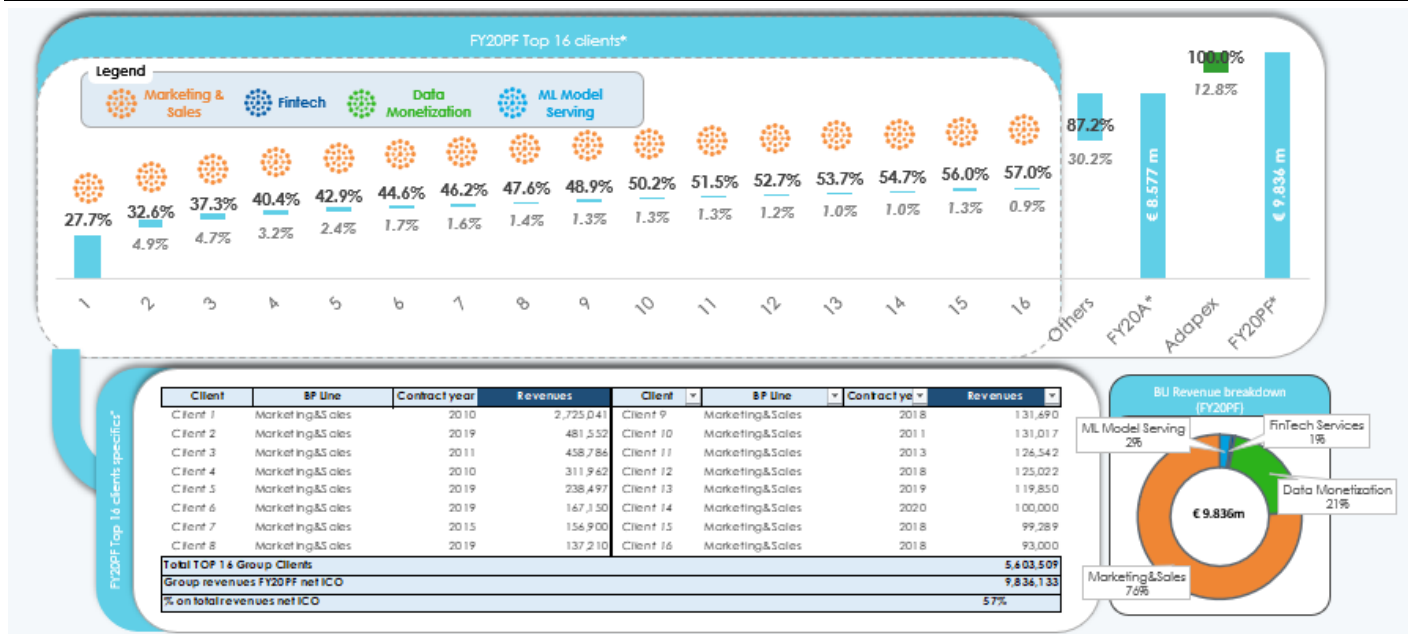 FY20PF Top 16 clients*
Legend
Marketing & Sales
Fintech
Data Monetization
ML Model Serving
27.7%
32.6%
37.3%
40.4%
42.9%
44.6%
46.2%
47.6%
48.9%
50.2%
51.5%
52.7%
53.7%
54.7%
56.0%
57.0%
87.2%
100.0%
4.9%
4.7%
3.2%
2.4%
1.7%
1.6%
1.4%
1.3%
1.3%
1.3%
1.2%
1.0%
1.0%
1.3%
0.9%
30.2%
12.8%
€ 8.577 m
€ 9.836 m
1 2 3 4 5 6 7 8 9 10 11 12 13 14 15 16 Others FY20A* Adapex FY20PF*
FY20PF Top 16 clients specifics*
Client BP Line Contract year Revenues Client BP Line Contract ye Revenues
Client 1 Marketing&Sales 2010 2,725,041 Client 9 Marketing&Sales 2018 131,690
Client 2 Marketing&Sales 2019 481,552 Client 10 Marketing&Sales 2011 131,017
Client 3 Marketing&Sales 2011 458,786 Client 11 Marketing&Sales 2013 126,542
Client 4 Marketing&Sales 2010 311,962 Client 12 Marketing&Sales 2018 125,022
Client 5 Marketing&Sales 2019 238,497 Client 13 Marketing&Sales 2019 119,850
Client 6 Marketing&Sales 2019 167,150 Client 14 Marketing&Sales 2020 100,000
Client 7 Marketing&Sales 2015 156,900 Client 15 Marketing&Sales 2018 99,289
Client 8 Marketing&Sales 2019 137,210 Client 16 Marketing&Sales 2018 93,000
Total TOP 16 Group Clients 5,603,509
Group revenues FY20PF net ICO 9,836,133
% on total revenues net ICO 57%
BU Revenue breakdown
(FY20PF)
ML Model Serving
2%
FinTech Services
1%
Data Monetization
21%
€ 9.836m
Marketing&Sales
76%